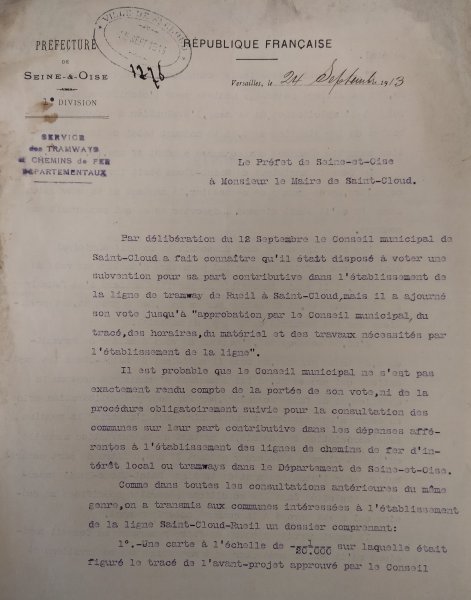 PRÉFECTURE
DE
SEINE-&-OISE
2e DIVISION
SERVICE
des TRAMWAYS
et CHEMINS de FER
DÉPARTEMENTAUX
VILLE DE
1276
RÉPUBLIQUE FRANÇAISE
Versailles, le 24 Septembre 1913
Le Préfet de Seine-et-Oise
à Monsieur le Maire de Saint-Cloud.
Par délibération du 12 Septembre le Conseil municipal de
Saint-Cloud a fait connaître qu'il était disposé à voter une
subvention pour sa part contributive dans l'établissement de
la ligne de tramway de Rueil à Saint-Cloud,mais il a ajourné
son vote jusqu'à "approbation,par le Conseil municipal,du
tracé,des horaires,du matériel et des travaux nécessités par
l'établissement de la ligne".
Il est probable que le Conseil municipal ne s'est pas
exactement rendu compte de la portée de son vote,ni de la
procédure obligatoirement suivie pour la consultation des
communes sur leur part contributive dans les dépenses affé-
rentes à l'établissement des lignes de chemins de fer d'in-
térêt local ou tramways dans le Département de Seine-et-Oise.
Comme dans toutes les consultations antérieures du même
genre,on a transmis aux communes intéressées à l'établissement
de la ligne Saint-Cloud-Rueil un dossier comprenant:
1°.-Une carte à l'échelle de 1/20.000 sur laquelle était
figuré le tracé de l'avant-projet approuvé par le Conseil